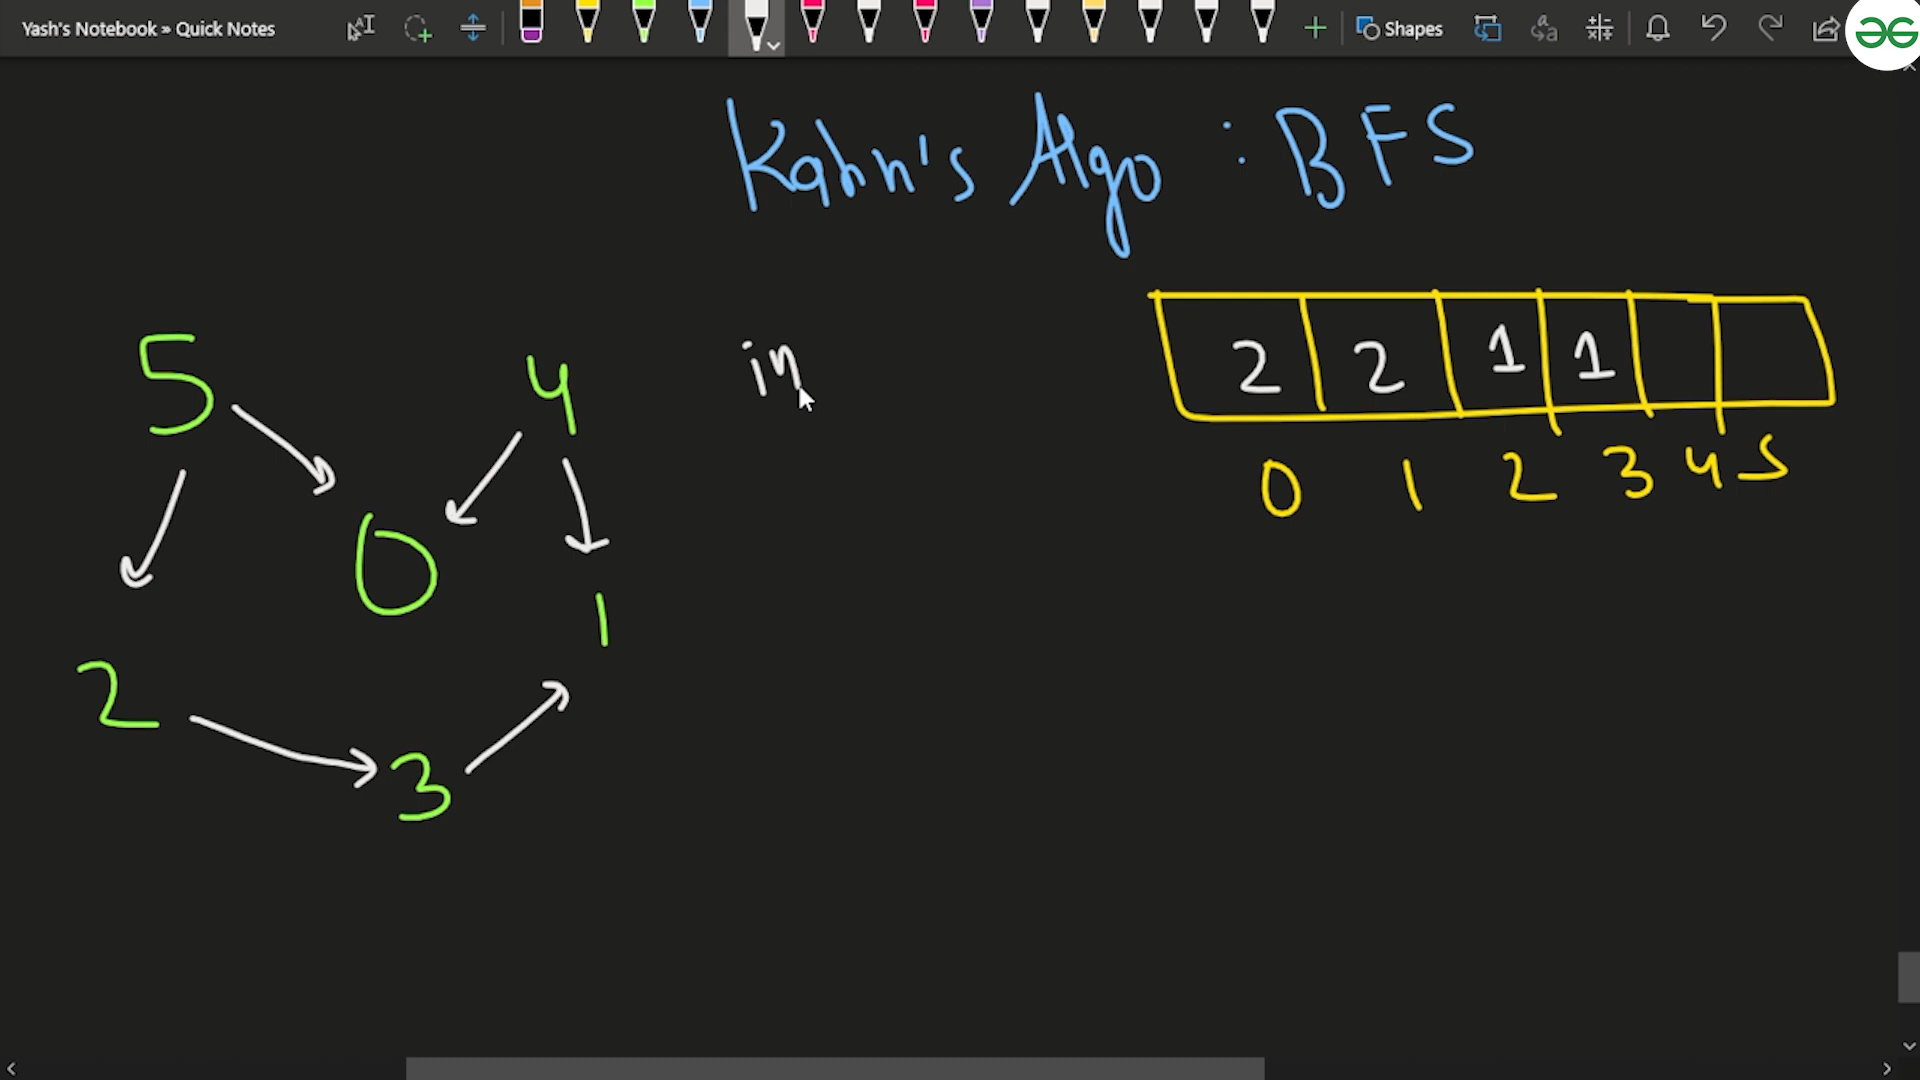 Yash's Notebook » Quick Notes
Shapes
Kahn's Algo : BFS
5 4 in 2 2 1 1
0 1 2 3 4 5
0
1
2
3